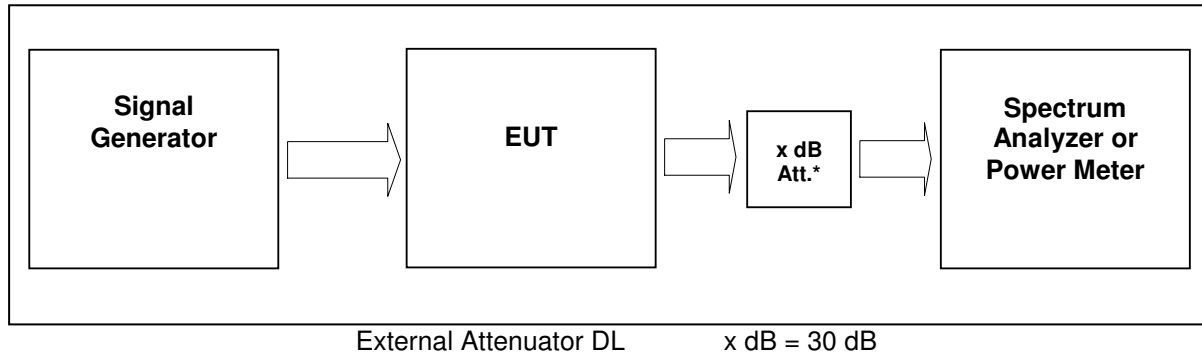 Signal
Generator
EUT
x dB
Att.*
Spectrum
Analyzer or
Power Meter
External Attenuator DL x dB = 30 dB